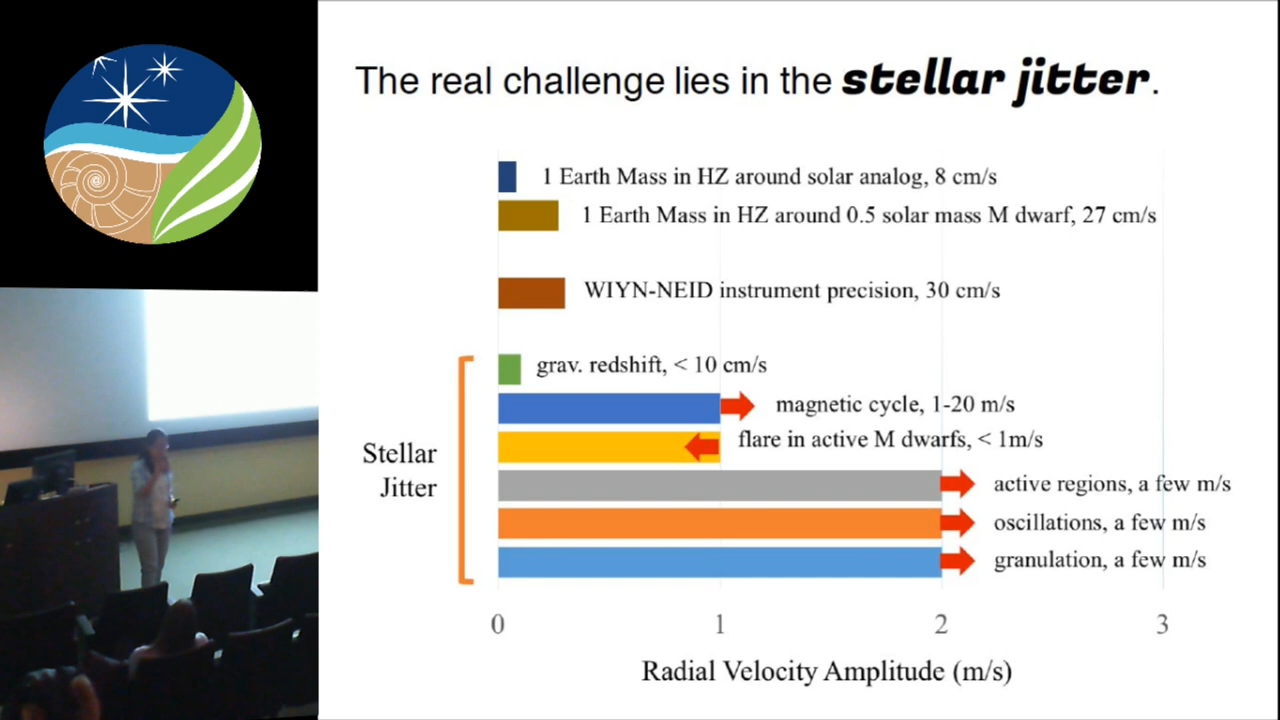 The real challenge lies in the stellar jitter.
1 Earth Mass in HZ around solar analog, 8 cm/s
1 Earth Mass in HZ around 0.5 solar mass M dwarf, 27 cm/s
WIYN-NEID instrument precision, 30 cm/s
grav. redshift, < 10 cm/s
magnetic cycle, 1-20 m/s
flare in active M dwarfs, < 1m/s
Stellar
Jitter
active regions, a few m/s
oscillations, a few m/s
granulation, a few m/s
0 1 2 3
Radial Velocity Amplitude (m/s)